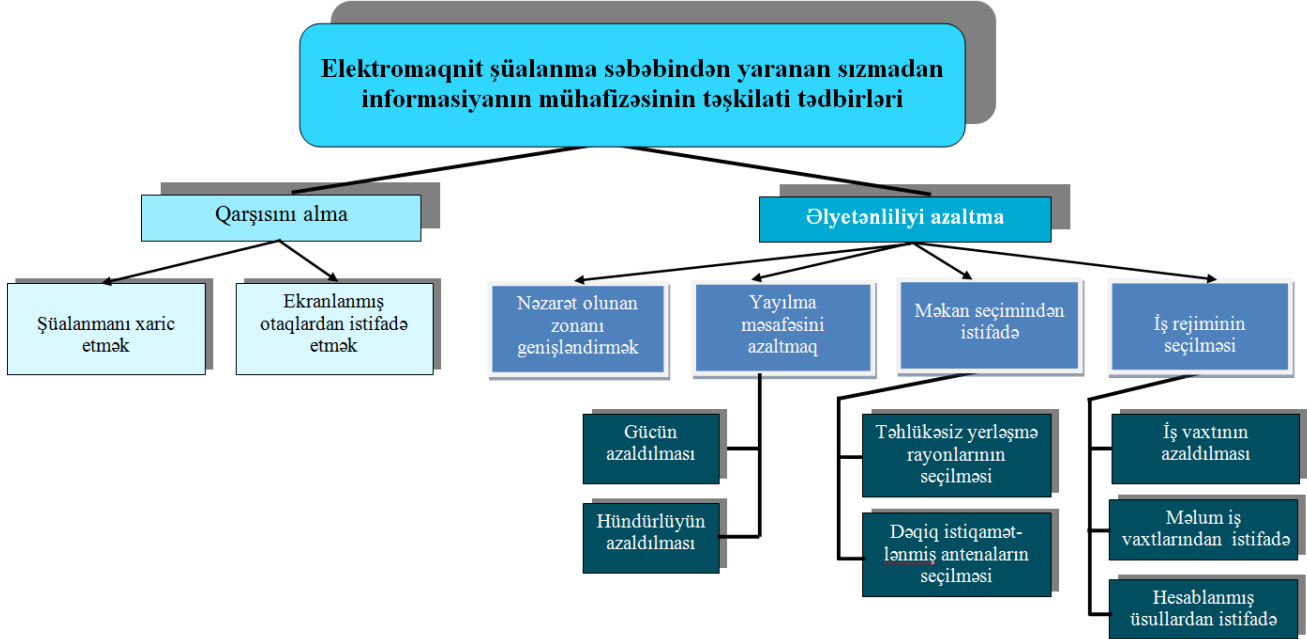 Elektromaqnit şüalanma səbəbindən yaranan sızmadan
informasiyanın mühafizəsinin təşkilati tədbirləri
Qarşısını alma
Əlyetənliliyi azaltma
Şüalanmanı xaric
etmək
Ekranlanmış
otaqlardan istifadə
etmək
Nəzarət olunan
zonanı
genişləndirmək
Yayılma
məsafəsini
azaltmaq
Məkan seçimindən
istifadə
İş rejiminin
seçilməsi
Gücün
azaldılması
Hündürlüyün
azaldılması
Təhlükəsiz yerləşmə
rayonlarının
seçilməsi
Dəqiq istiqamət-
lənmiş antenaların
seçilməsi
İş vaxtının
azaldılması
Məlum iş
vaxtlarından istifadə
Hesablanmış
üsullardan istifadə